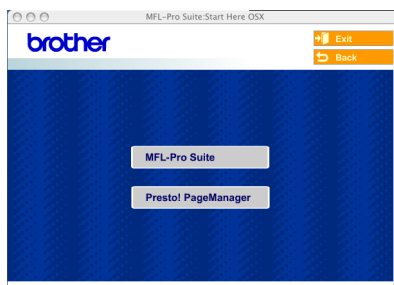 MFL-Pro Suite:Start Here OSX
brother
Exit
Back
MFL-Pro Suite
Presto! PageManager